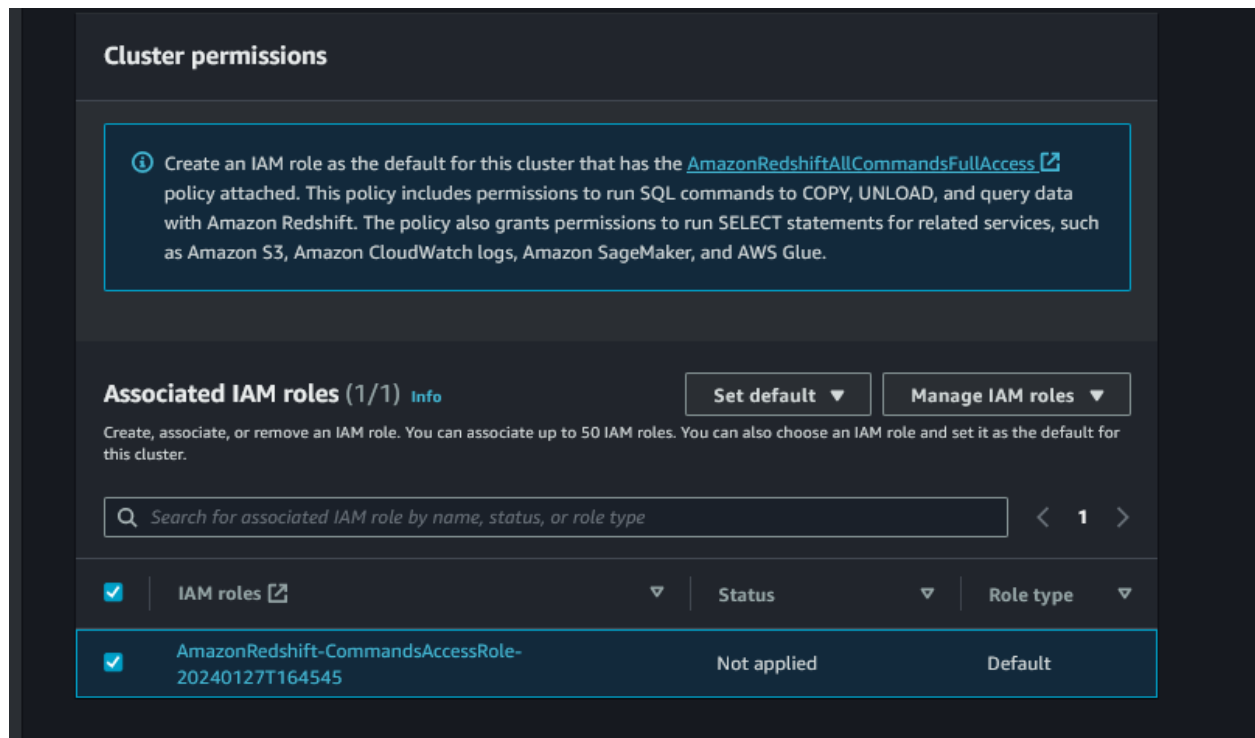 Cluster permissions
Create an IAM role as the default for this cluster that has the AmazonRedshiftAllCommandsFullAccess
policy attached. This policy includes permissions to run SQL commands to COPY, UNLOAD, and query data
with Amazon Redshift. The policy also grants permissions to run SELECT statements for related services, such
as Amazon S3, Amazon CloudWatch logs, Amazon SageMaker, and AWS Glue.
Associated IAM roles (1/1) Info
Set default
Manage IAM roles
Create, associate, or remove an IAM role. You can associate up to 50 IAM roles. You can also choose an IAM role and set it as the default for
this cluster.
Search for associated IAM role by name, status, or role type
1
IAM roles
Status
Role type
AmazonRedshift-CommandsAccessRole-
20240127T164545
Not applied
Default